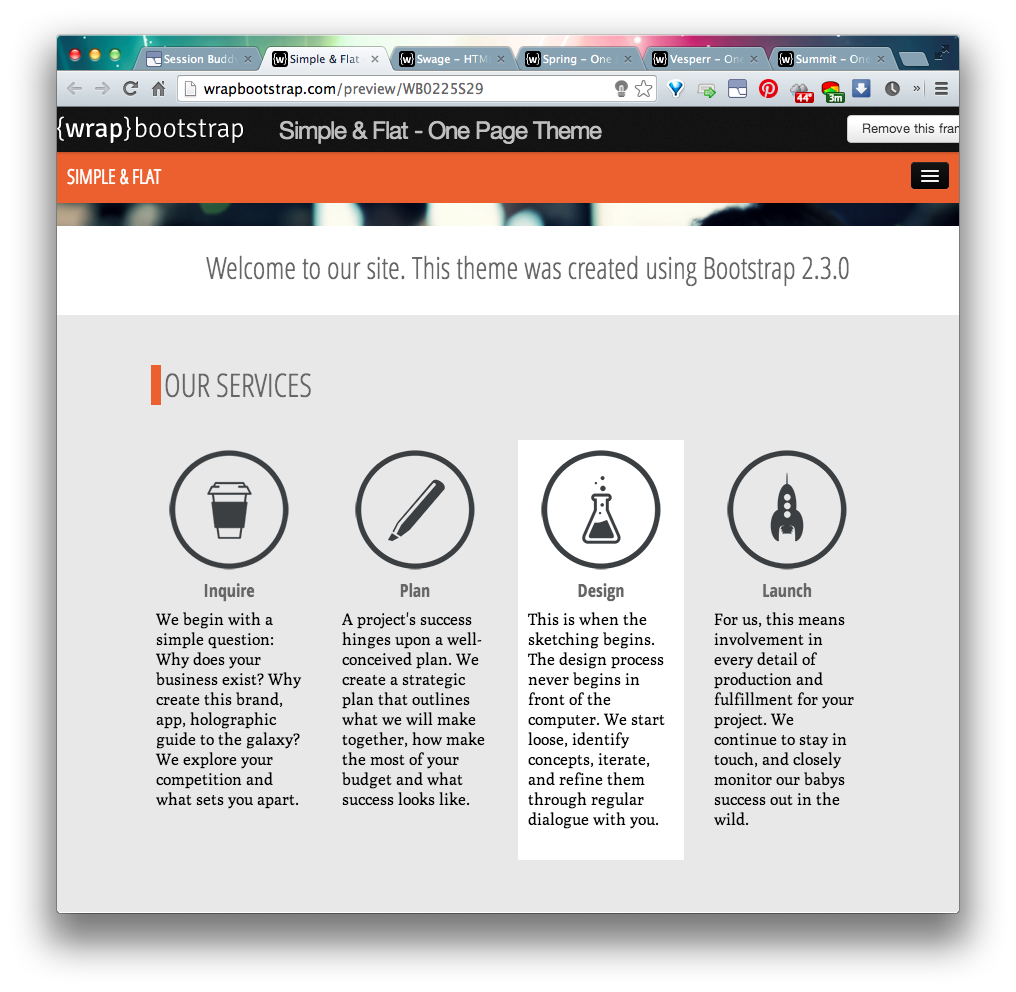 Session Budd
Simple & Flat
Swage – HTM
Spring – One
Vesperr – One
Summit – One
wrapbootstrap.com/preview/WB0225S29
44°
3m
{wrap}bootstrap
Simple & Flat - One Page Theme
Remove this fran
SIMPLE & FLAT
Welcome to our site. This theme was created using Bootstrap 2.3.0
OUR SERVICES
Inquire
We begin with a
simple question:
Why does your
business exist? Why
create this brand,
app, holographic
guide to the galaxy?
We explore your
competition and
what sets you apart.
Plan
A project's success
hinges upon a well-
conceived plan. We
create a strategic
plan that outlines
what we will make
together, how make
the most of your
budget and what
success looks like.
Design
This is when the
sketching begins.
The design process
never begins in
front of the
computer. We start
loose, identify
concepts, iterate,
and refine them
through regular
dialogue with you.
Launch
For us, this means
involvement in
every detail of
production and
fulfillment for your
project. We
continue to stay in
touch, and closely
monitor our babys
success out in the
wild.